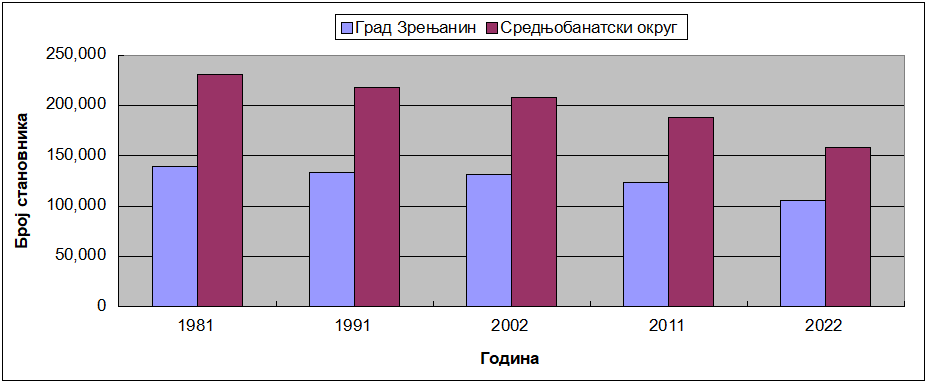 Град Зрењанин Средњобанатски округ
250,000
200,000
150,000
100,000
50,000
0
Број становника
1981 1991 2002 2011 2022
Година